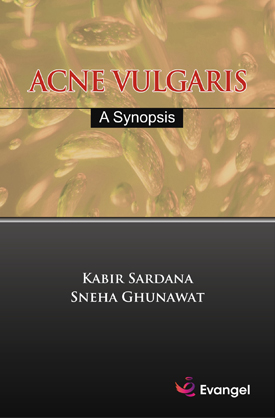 ACNE VULGARIS
A Synopsis
KABIR SARDANA
SNEHA GHUNAWAT
Evangel